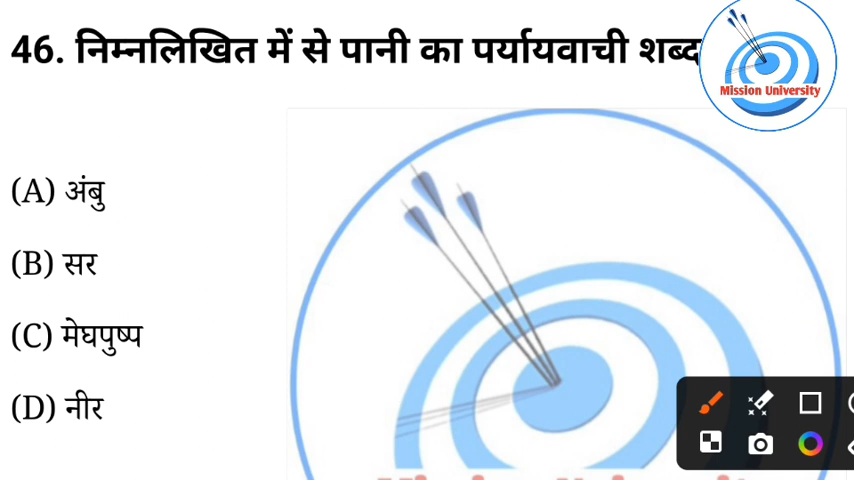 46. निम्नलिखित में से पानी का पर्यायवाची शब्द
Mission University
(A) अंबु
(B) सर
(C) मेघपुष्प
(D) नीर